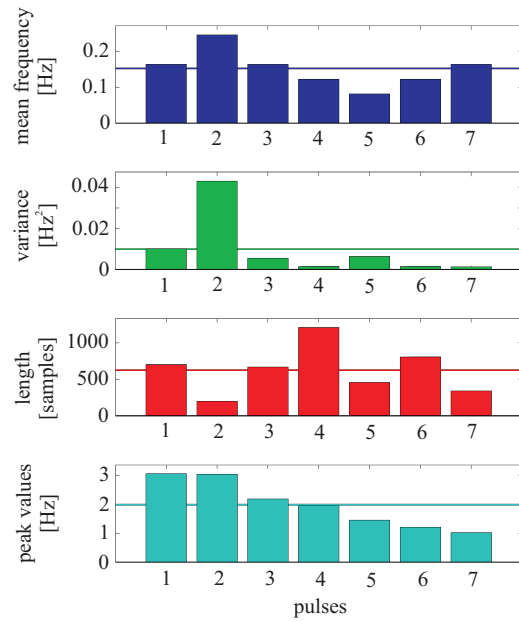 mean frequency
[Hz]
0.2
0.1
0
1 2 3 4 5 6 7
variance
[Hz²]
0.04
0.02
0
1 2 3 4 5 6 7
length
[samples]
1000
500
0
1 2 3 4 5 6 7
peak values
[Hz]
3
2
1
0
1 2 3 4 5 6 7
pulses